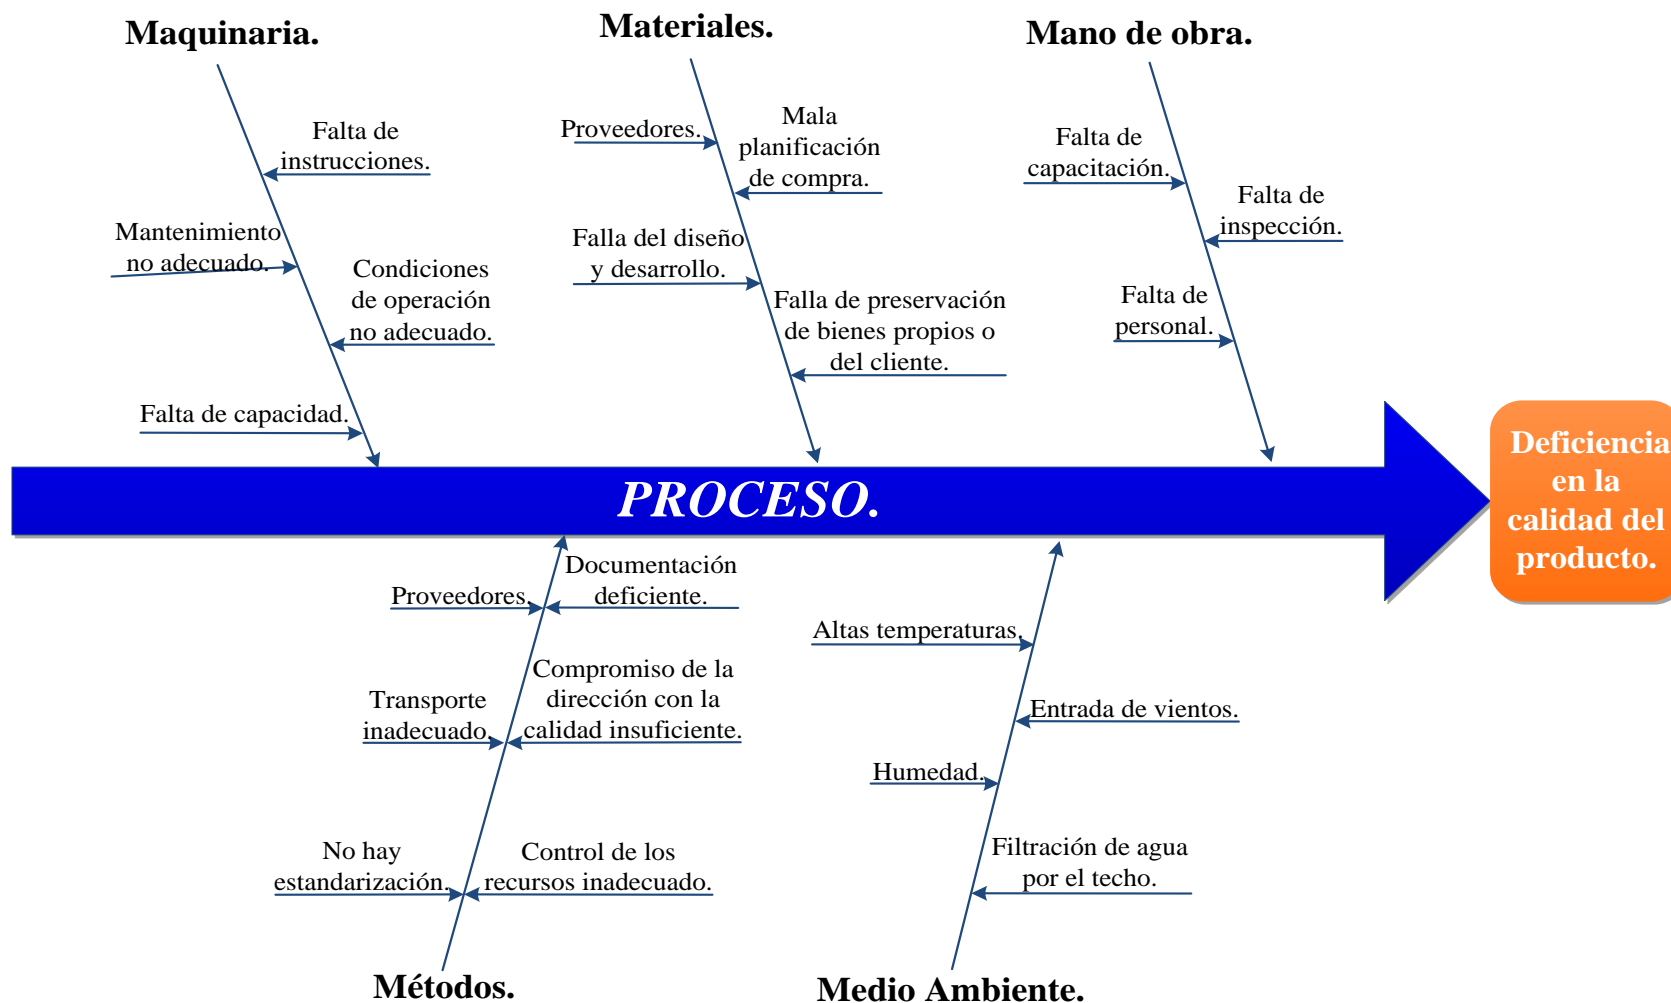 Maquinaria.
Materiales.
Mano de obra.
Falta de
instrucciones.
Mantenimiento
no adecuado.
Condiciones
de operación
no adecuado.
Falta de capacidad.
Proveedores.
Mala
planificación
de compra.
Falla del diseño
y desarrollo.
Falla de preservación
de bienes propios o
del cliente.
Falta de
capacitación.
Falta de
inspección.
Falta de
personal.
PROCESO.
Deficiencia
en la
calidad del
producto.
Documentación
deficiente.
Proveedores.
Compromiso de la
dirección con la
calidad insuficiente.
Transporte
inadecuado.
No hay
estandarización.
Control de los
recursos inadecuado.
Altas temperaturas.
Entrada de vientos.
Humedad.
Filtración de agua
por el techo.
Métodos.
Medio Ambiente.